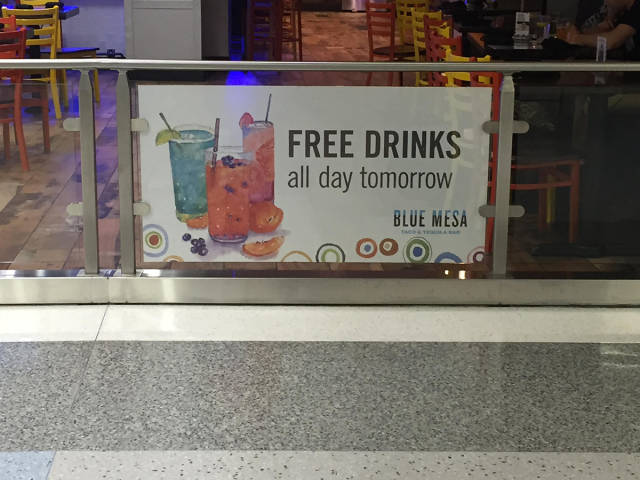 FREE DRINKS
all day tomorrow
BLUE MESA
TACO & TEQUILA BAR